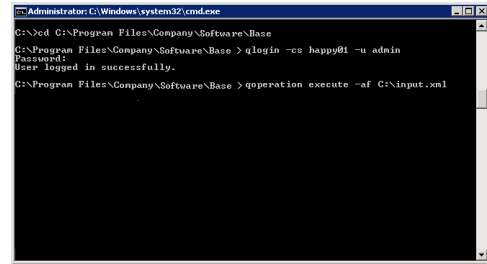 Administrator: C:\Windows\system32\cmd.exe
C:\>cd C:\Program Files\Company\Software\Base
C:\Program Files\Company\Software\Base > qlogin -cs happy01 -u admin
Password:
User logged in successfully.
C:\Program Files\Company\Software\Base > qoperation execute -af C:\input.xml